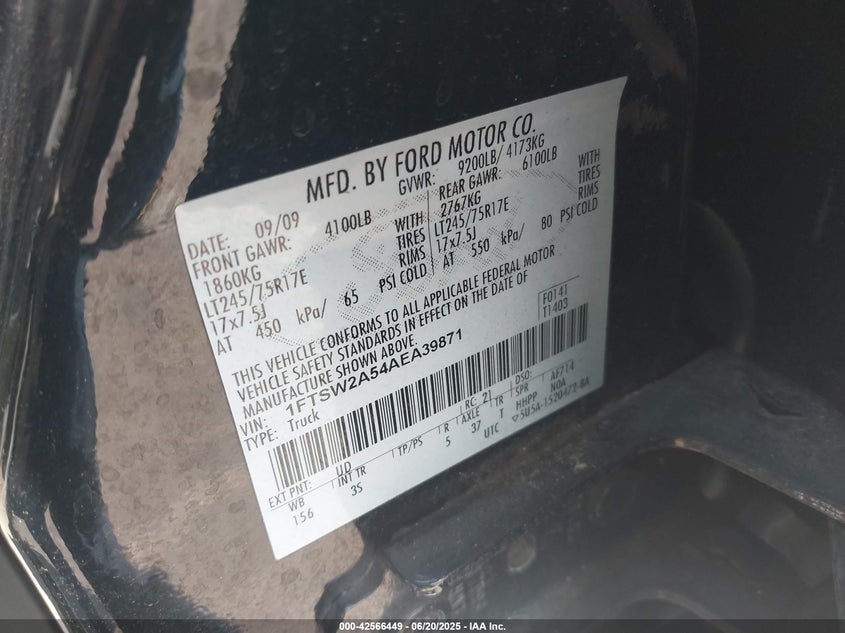 MFD. BY FORD MOTOR CO.
DATE: 09/09 GVWR: 9200LB/ 4173KG
FRONT GAWR: 4100LB REAR GAWR: 6100LB
1860KG WITH 2767KG WITH
LT245/75R17E TIRES LT245/75R17E TIRES
17x7.5J RIMS 17x7.5J RIMS
AT 450 kPa/ 65 PSI COLD AT 550 kPa/ 80 PSI COLD
THIS VEHICLE CONFORMS TO ALL APPLICABLE FEDERAL MOTOR
VEHICLE SAFETY STANDARDS IN EFFECT ON THE DATE OF
MANUFACTURE SHOWN ABOVE.
VIN: 1FTSW2A54AEA39871 F0141
TYPE: Truck T1403
EXT PNT: UD RC: 21 DSO:
WB INT TR TP/PS R AXLE TR SPR AF714
156 3S 5 37 T HHPP NOA
UTC ▽5U5A-1520472-BA
000-42566449 - 06/20/2025 - IAA Inc.